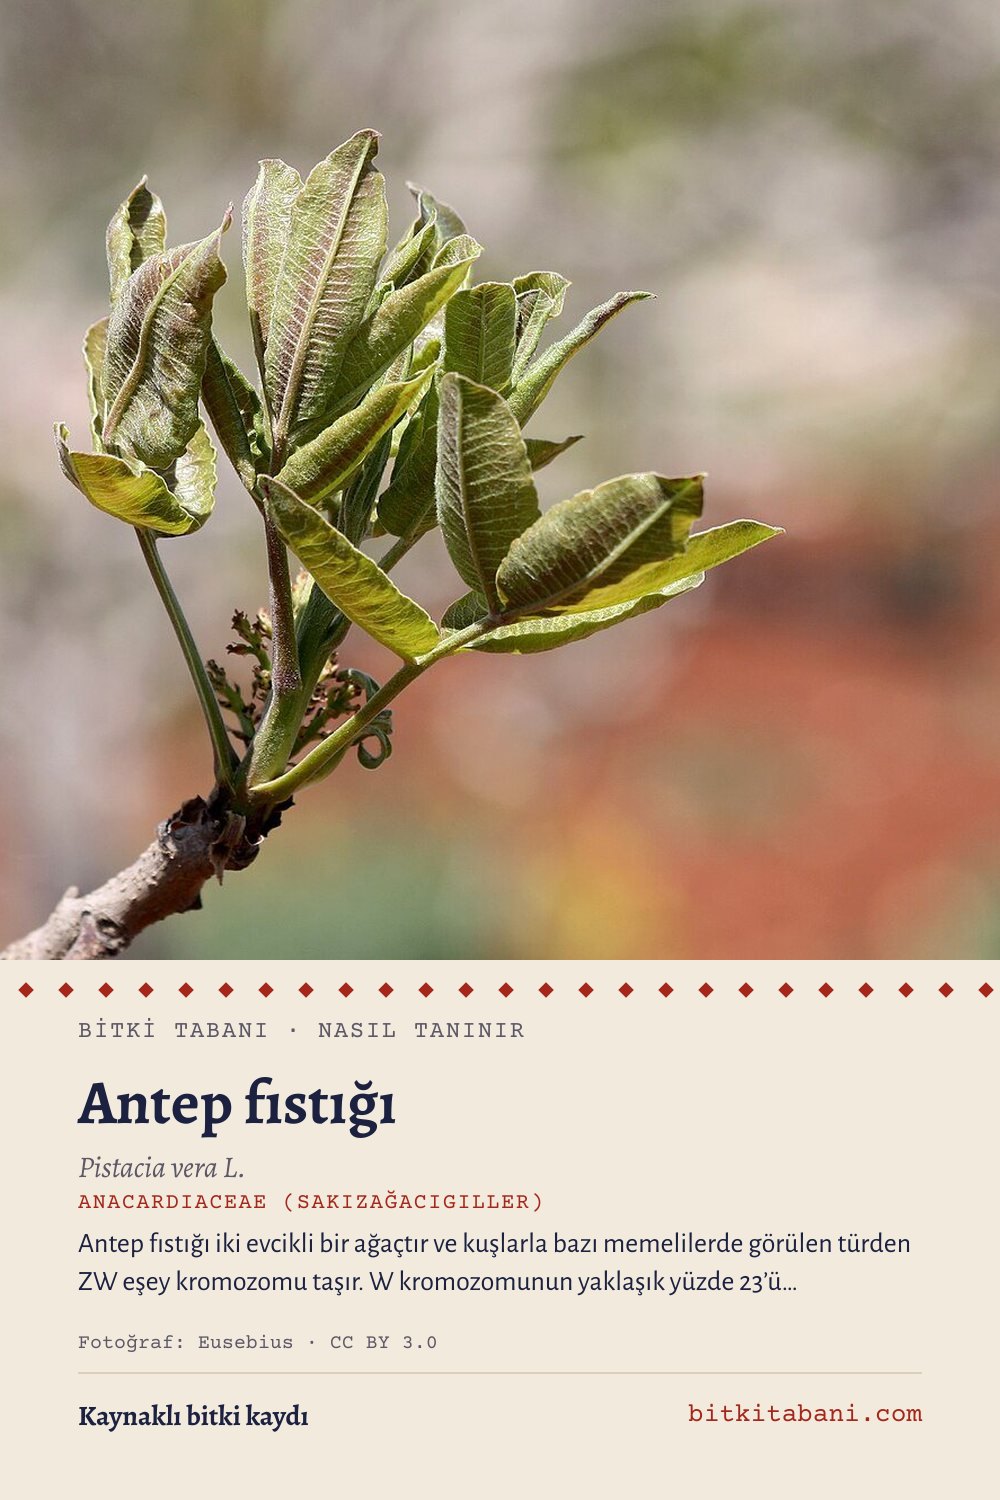 BİTKİ TABANI · NASIL TANINIR
Antep fıstığı
Pistacia vera L.
ANACARDIACEAE (SAKIZAĞACIGILLER)
Antep fıstığı iki evcikli bir ağaçtır ve kuşlarla bazı memelilerde görülen türden
ZW eşey kromozomu taşır. W kromozomunun yaklaşık yüzde 23’ü…
Fotoğraf: Eusebius · CC BY 3.0
Kaynaklı bitki kaydı
bitkitabani.com